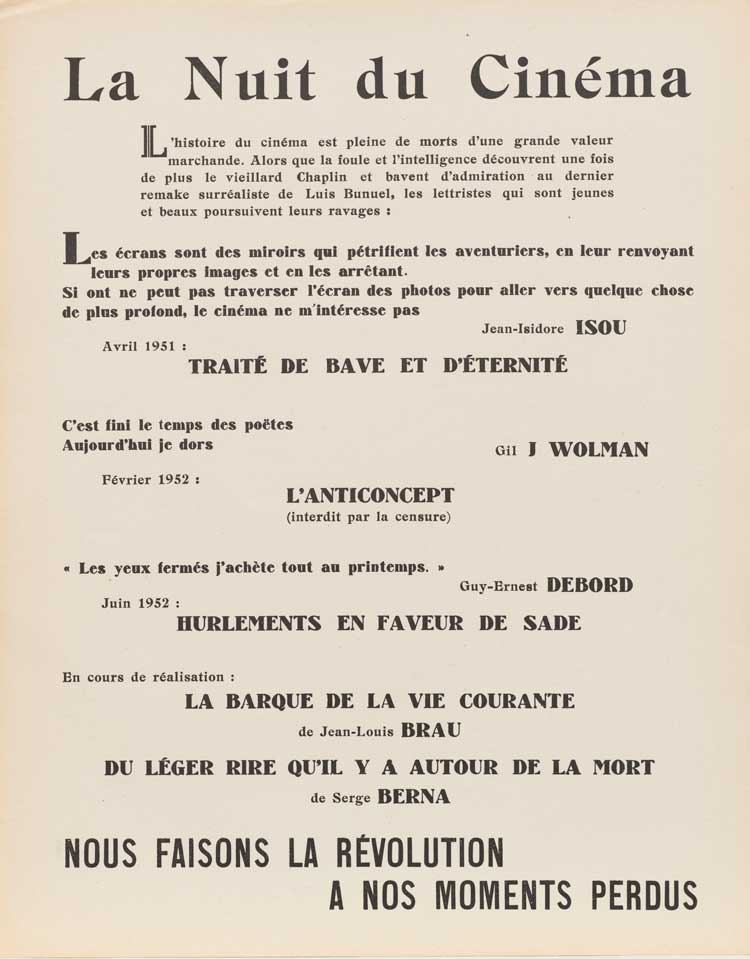 La Nuit du Cinéma
L'histoire du cinéma est pleine de morts d'une grande valeur
marchande. Alors que la foule et l'intelligence découvrent une fois
de plus le vieillard Chaplin et bavent d'admiration au dernier
remake surréaliste de Luis Bunuel, les lettristes qui sont jeunes
et beaux poursuivent leurs ravages :
Les écrans sont des miroirs qui pétrifient les aventuriers, en leur renvoyant
leurs propres images et en les arrêtant.
Si ont ne peut pas traverser l'écran des photos pour aller vers quelque chose
de plus profond, le cinéma ne m'intéresse pas
Jean-Isidore ISOU
Avril 1951 :
TRAITÉ DE BAVE ET D'ÉTERNITÉ
C'est fini le temps des poëtes
Aujourd'hui je dors
Gil J WOLMAN
Février 1952 :
L'ANTICONCEPT
(interdit par la censure)
« Les yeux fermés j'achète tout au printemps. »
Guy-Ernest DEBORD
Juin 1952 :
HURLEMENTS EN FAVEUR DE SADE
En cours de réalisation :
LA BARQUE DE LA VIE COURANTE
de Jean-Louis BRAU
DU LÉGER RIRE QU'IL Y A AUTOUR DE LA MORT
de Serge BERNA
NOUS FAISONS LA RÉVOLUTION
A NOS MOMENTS PERDUS